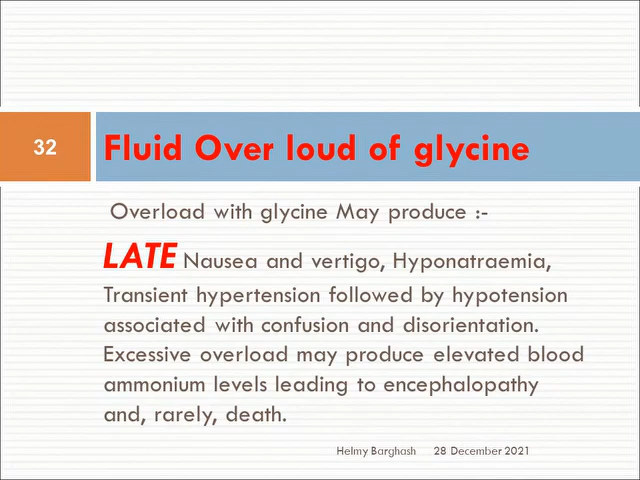 32
Fluid Over loud of glycine
Overload with glycine May produce :-
LATE Nausea and vertigo, Hyponatraemia,
Transient hypertension followed by hypotension
associated with confusion and disorientation.
Excessive overload may produce elevated blood
ammonium levels leading to encephalopathy
and, rarely, death.
Helmy Barghash 28 December 2021